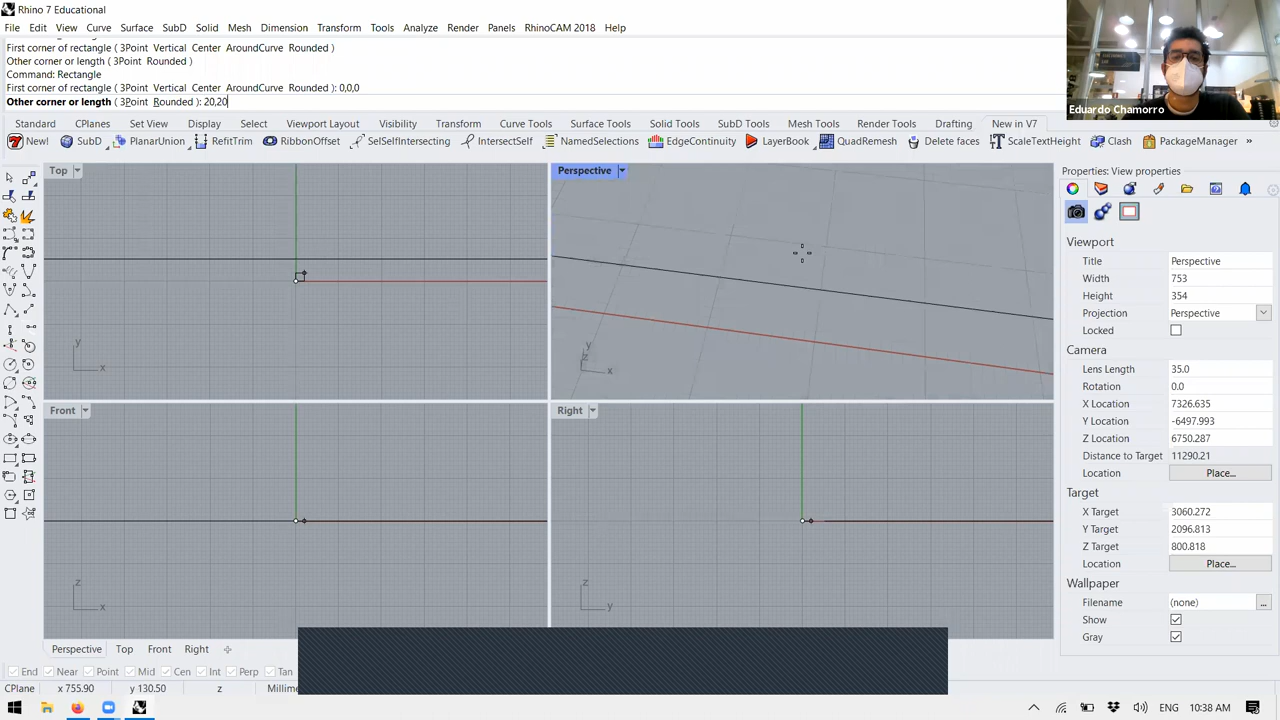 Rhino 7 Educational
File Edit View Curve Surface SubD Solid Mesh Dimension Transform Tools Analyze Render Panels RhinoCAM 2018 Help
First corner of rectangle ( 3Point Vertical Center AroundCurve Rounded )
Other corner or length ( 3Point Rounded )
Command: Rectangle
First corner of rectangle ( 3Point Vertical Center AroundCurve Rounded ): 0,0,0
Other corner or length ( 3Point Rounded ): 20,20
Eduardo Chamorro
Standard CPlanes Set View Display Select Viewport Layout Visibility Transform Curve Tools Surface Tools Solid Tools SubD Tools Mesh Tools Render Tools Drafting New in V7
New! SubD PlanarUnion RefitTrim RibbonOffset SelSelfIntersecting IntersectSelf NamedSelections EdgeContinuity LayerBook QuadRemesh Delete faces ScaleTextHeight Clash PackageManager »
Top
Perspective
Properties: View properties
Viewport
Title Perspective
Width 753
Height 354
Projection Perspective
Locked
Camera
Lens Length 35.0
Rotation 0.0
X Location 7326.635
Y Location -6497.993
Z Location 6750.287
Distance to Target 11290.21
Location Place...
Target
X Target 3060.272
Y Target 2096.813
Z Target 800.818
Location Place...
Wallpaper
Filename (none) ...
Show
Gray
y
x
y
z
x
Front
Right
z
x
z
y
Perspective Top Front Right
End Near Point Mid Cen Int Perp Tan
CPlane x 755.90 y 130.50 z Millime
ENG 10:38 AM